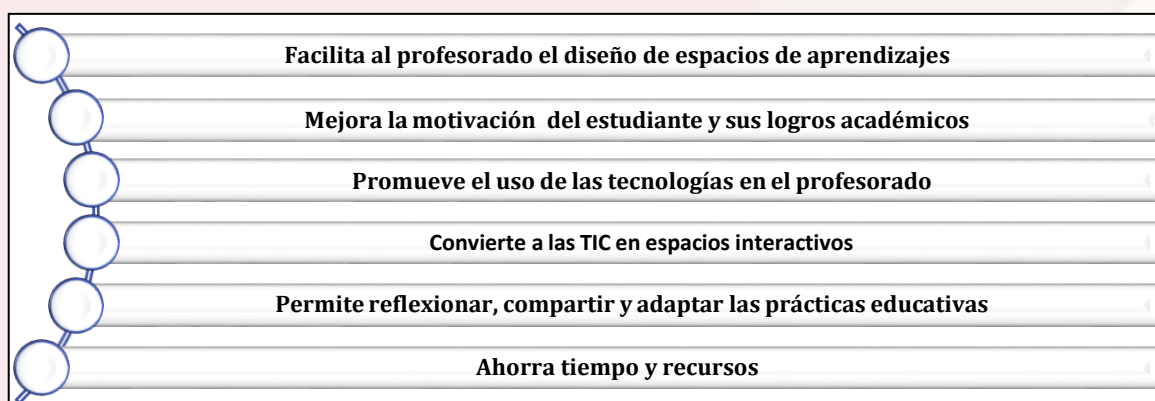 Facilita al profesorado el diseño de espacios de aprendizajes
Mejora la motivación del estudiante y sus logros académicos
Promueve el uso de las tecnologías en el profesorado
Convierte a las TIC en espacios interactivos
Permite reflexionar, compartir y adaptar las prácticas educativas
Ahorra tiempo y recursos